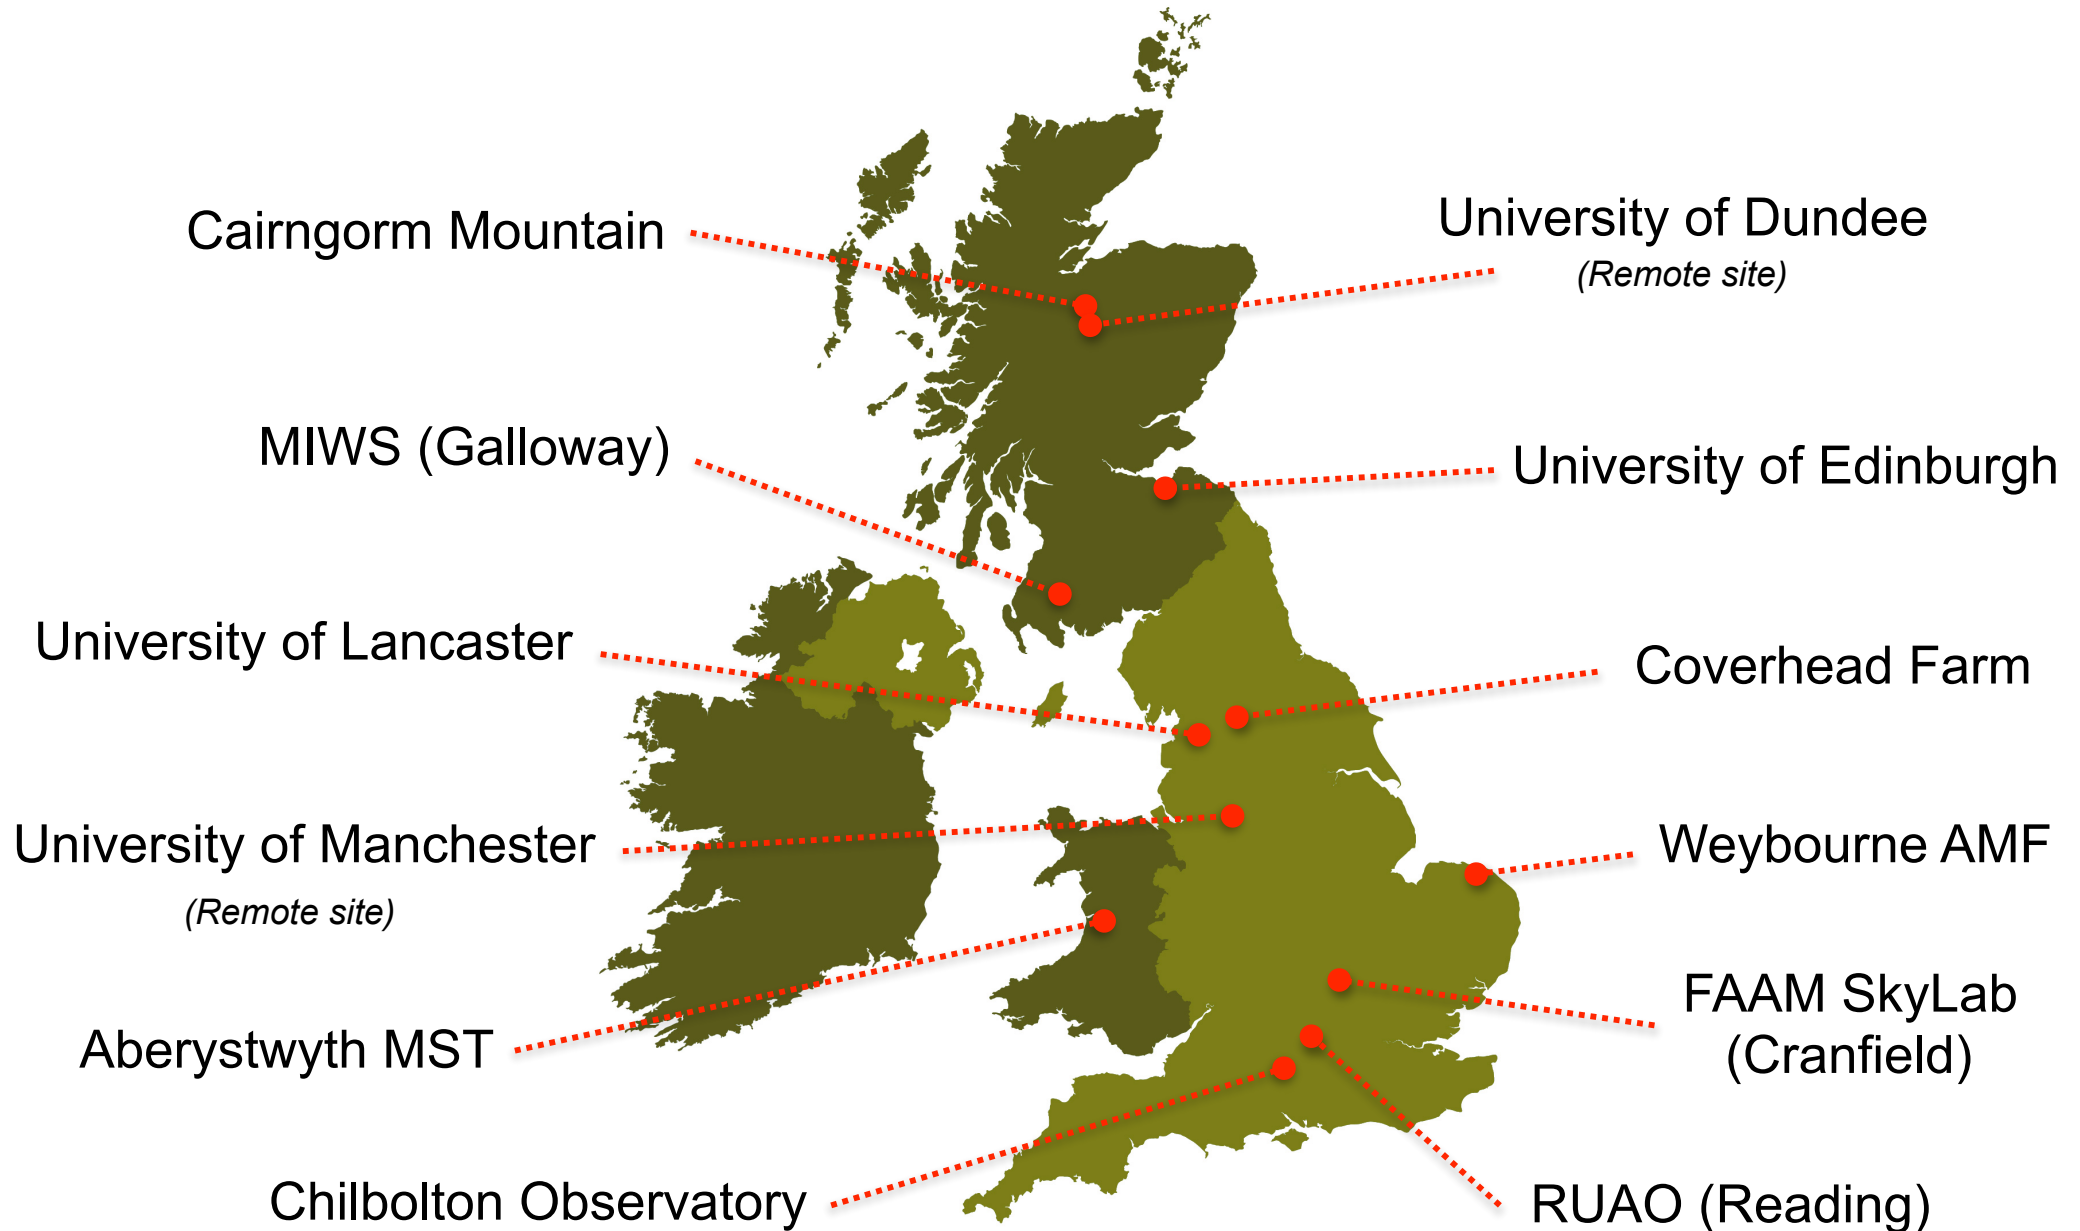 Cairngorm Mountain
University of Dundee
(Remote site)
MIWS (Galloway)
University of Edinburgh
University of Lancaster
Coverhead Farm
University of Manchester
(Remote site)
Weybourne AMF
Aberystwyth MST
FAAM SkyLab
(Cranfield)
Chilbolton Observatory
RUAO (Reading)